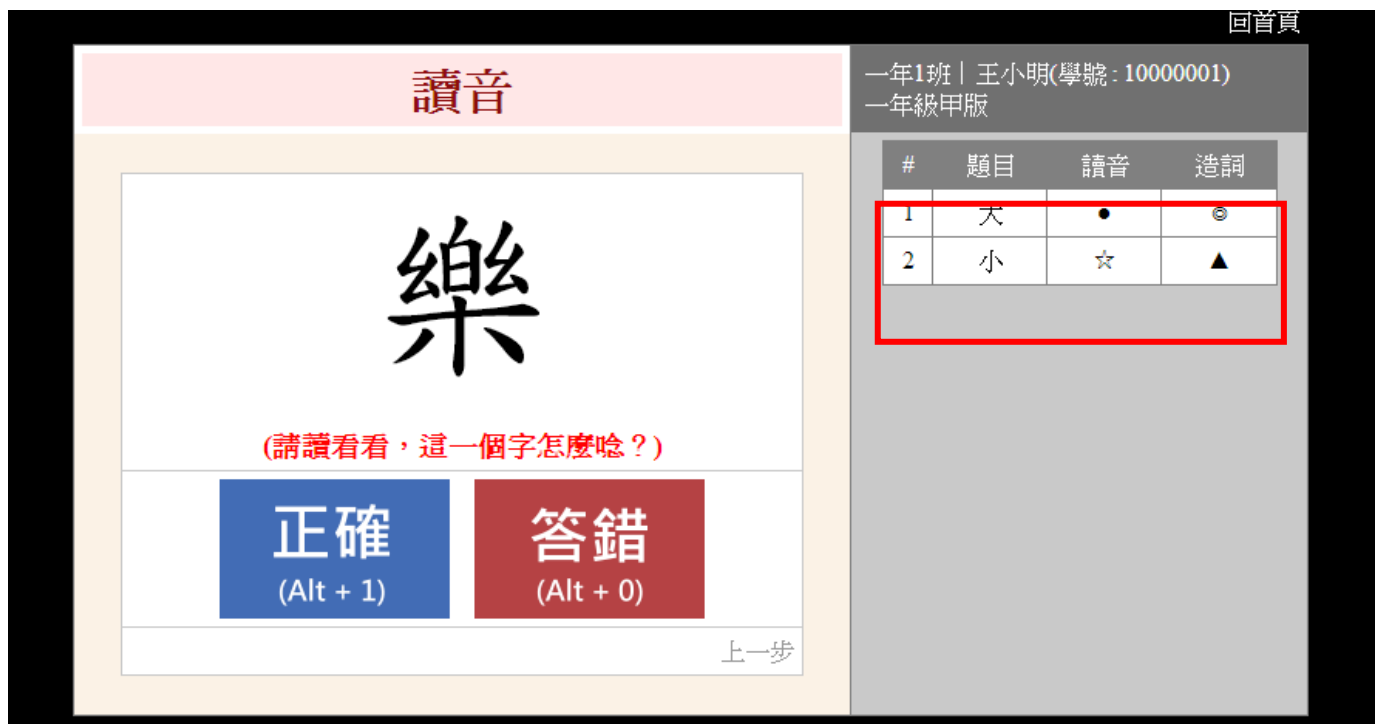 回首頁
讀音
一年1班│ 王小明(學號 : 10000001)
一年級甲版
樂
(請讀看看，這一個字怎麼唸？)
正確
(Alt + 1)
答錯
(Alt + 0)
上一步
# 題目 讀音 造詞
1 大 ● ◎
2 小 ☆ ▲